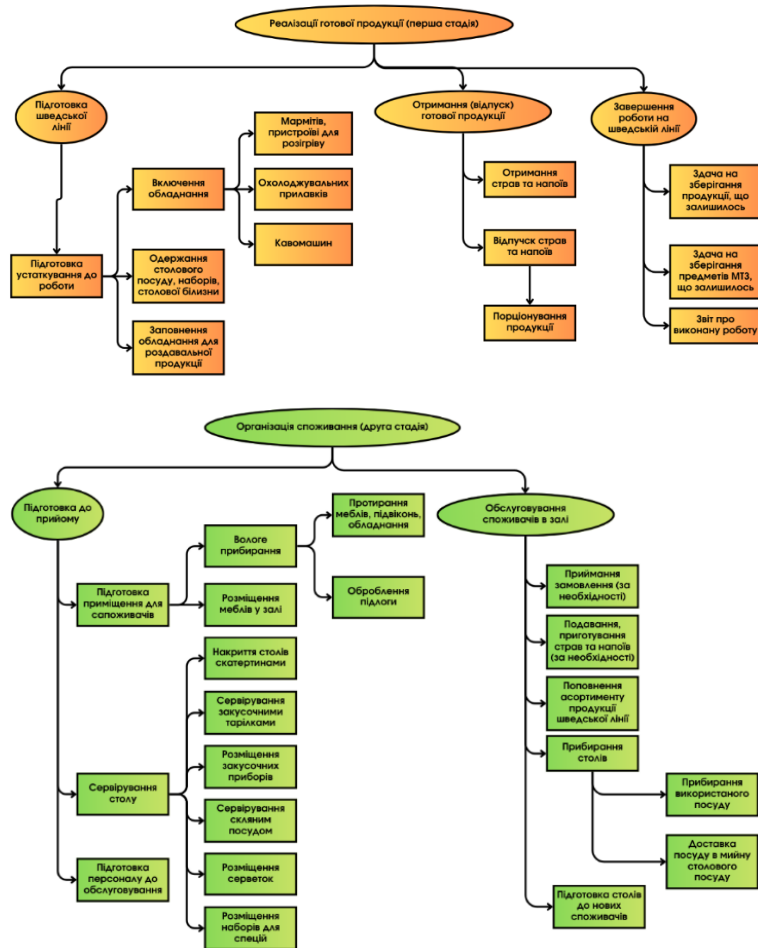 Реалізації готової продукції (перша стадія)
Підготовка
шведської
лінії
Отримання (відпуск)
готової продукції
Завершення
роботи на
шведській лінії
Мармітів,
пристроїві для
розігріву
Включення
обладнання
Охолоджувальних
прилавків
Кавомашин
Отримання
страв та напоїв
Здача на
зберігання
продукції, що
залишилось
Підготовка
устаткування до
роботи
Одержання
столового
посуду, наборів,
столової білизни
Відпучск страв
та напоїв
Здача на
зберігання
предметів МТЗ,
що залишилось
Заповнення
обладнання для
роздавальної
продукції
Порціонування
продукції
Звіт про
виконану роботу
Організація споживання (друга стадія)
Підготовка до
прийому
Обслуговування
споживачів в залі
Протирання
меблів, підвіконь,
обладнання
Вологе
прибирання
Підготовка
приміщення для
сапоживачів
Розміщення
меблів у залі
Оброблення
підлоги
Приймання
замовлення (за
необхідності)
Накриття столів
скатертинами
Подавання,
приготування
страв та напоїв
(за необхідності)
Сервірування
закусочними
тарілками
Поповнення
асортименту
продукції
шведської лінії
Розміщення
закусочних
приборів
Прибирання
столів
Сервірування
столу
Сервірування
скляним
посудом
Прибирання
використаного
посуду
Підготовка
персоналу до
обслуговування
Розміщення
серветок
Доставка
посуду в мийну
столового
посуду
Розміщення
наборів для
спецій
Підготовка столів
до нових
споживачів